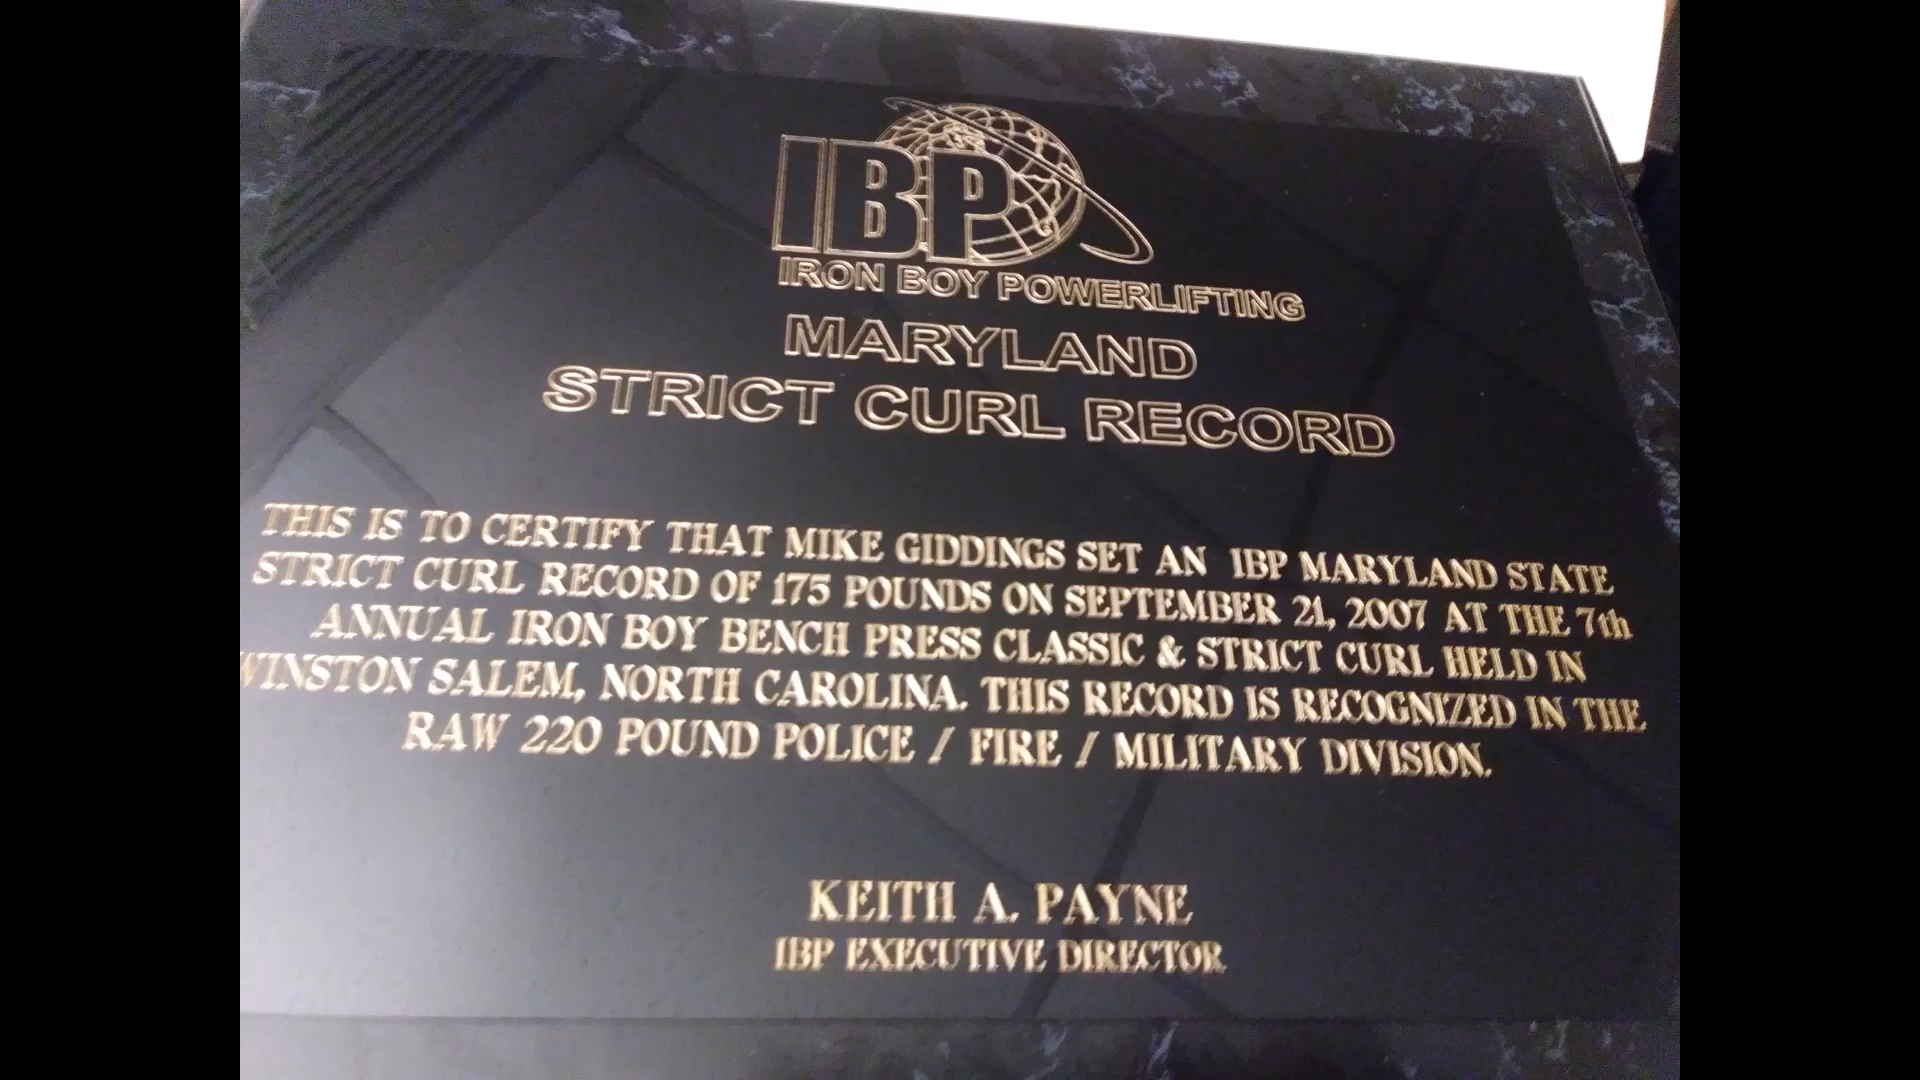 IBP
IRON BOY POWERLIFTING
MARYLAND
STRICT CURL RECORD
THIS IS TO CERTIFY THAT MIKE GIDDINGS SET AN IBP MARYLAND STATE
STRICT CURL RECORD OF 175 POUNDS ON SEPTEMBER 21, 2007 AT THE 7th
ANNUAL IRON BOY BENCH PRESS CLASSIC & STRICT CURL HELD IN
WINSTON SALEM, NORTH CAROLINA. THIS RECORD IS RECOGNIZED IN THE
RAW 220 POUND POLICE / FIRE / MILITARY DIVISION.
KEITH A. PAYNE
IBP EXECUTIVE DIRECTOR